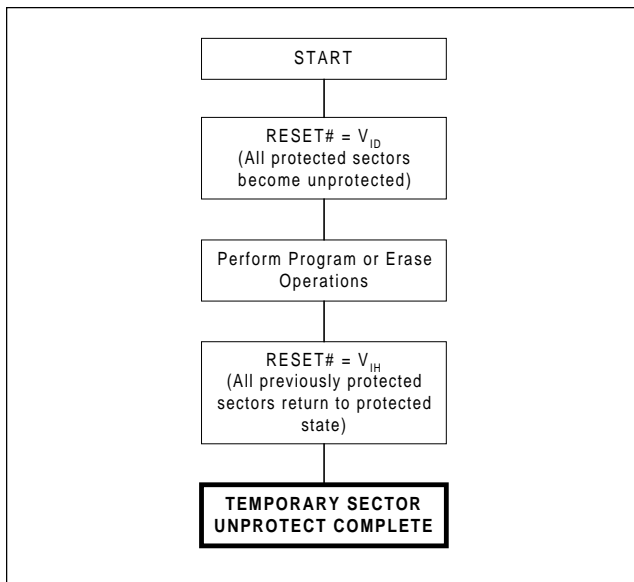 START
RESET# = V_ID
(All protected sectors
become unprotected)
Perform Program or Erase
Operations
RESET# = V_IH
(All previously protected
sectors return to protected
state)
TEMPORARY SECTOR
UNPROTECT COMPLETE